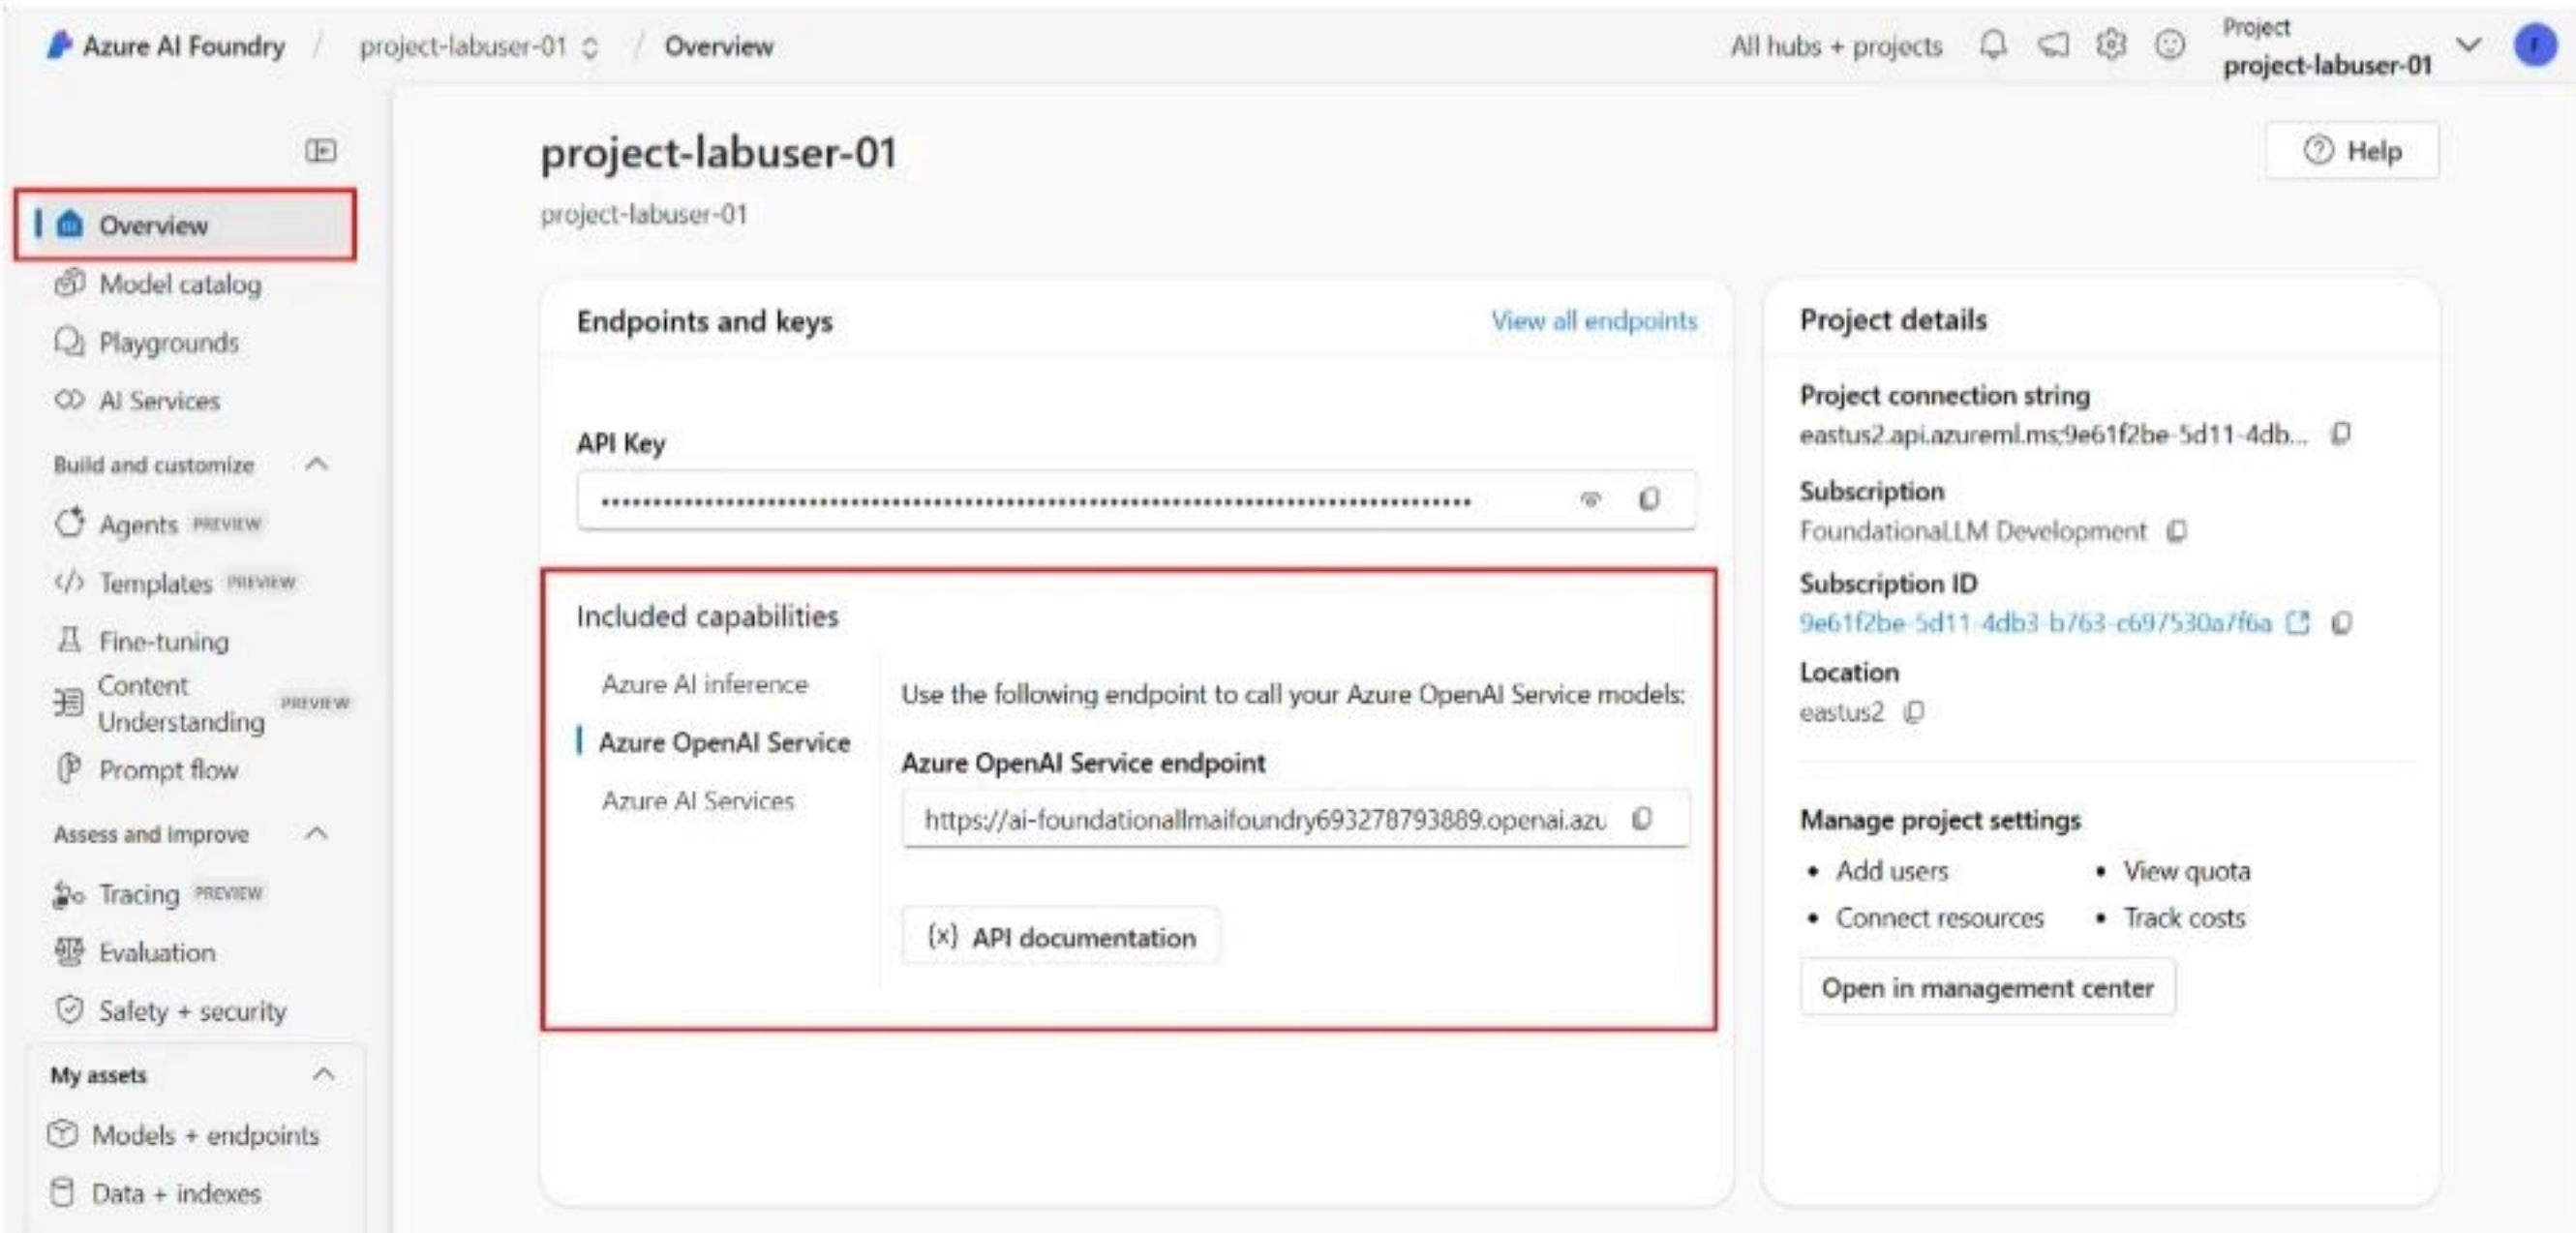 Azure AI Foundry / project-labuser-01 / Overview
All hubs + projects
Project
project-labuser-01
Overview
Model catalog
Playgrounds
AI Services
Build and customize
Agents PREVIEW
Templates PREVIEW
Fine-tuning
Content
Understanding PREVIEW
Prompt flow
Assess and improve
Tracing PREVIEW
Evaluation
Safety + security
My assets
Models + endpoints
Data + indexes
project-labuser-01
project-labuser-01
Help
Endpoints and keys
View all endpoints
API Key
Included capabilities
Azure AI inference
Azure OpenAI Service
Azure AI Services
Use the following endpoint to call your Azure OpenAI Service models:
Azure OpenAI Service endpoint
https://ai-foundationallmaifoundry693278793889.openai.azu
{x} API documentation
Project details
Project connection string
eastus2.api.azureml.ms;9e61f2be-5d11-4db...
Subscription
FoundationaLLM Development
Subscription ID
9e61f2be-5d11-4db3-b763-c697530a7f6a
Location
eastus2
Manage project settings
• Add users
• View quota
• Connect resources
• Track costs
Open in management center